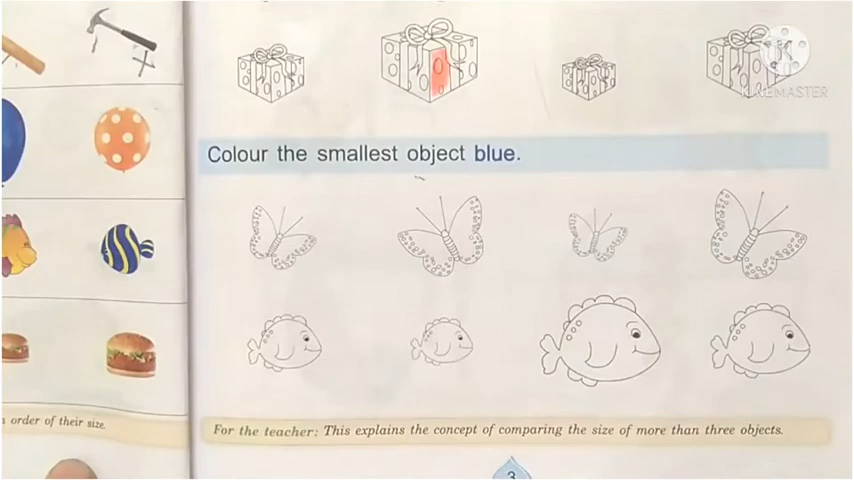 KINEMASTER
Colour the smallest object blue.
order of their size.
For the teacher: This explains the concept of comparing the size of more than three objects.
3